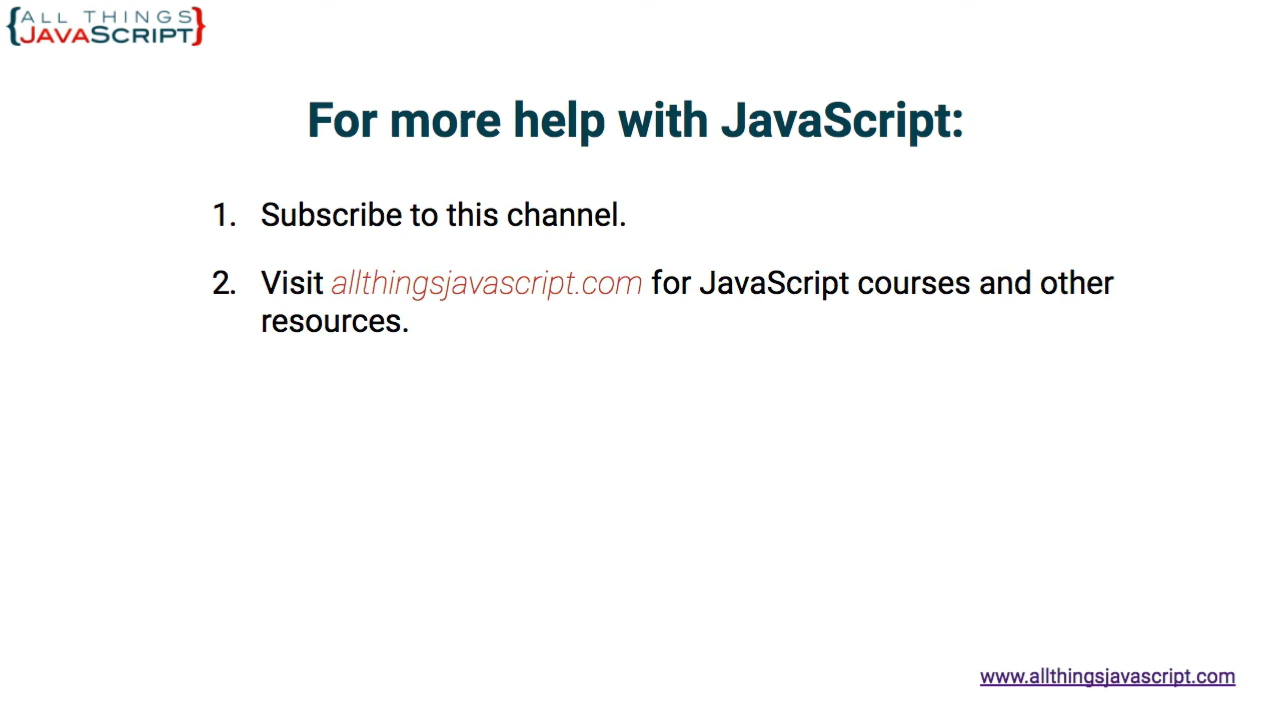 {ALL THINGS
JAVASCRIPT}
For more help with JavaScript:
1. Subscribe to this channel.
2. Visit allthingsjavascript.com for JavaScript courses and other
resources.
www.allthingsjavascript.com